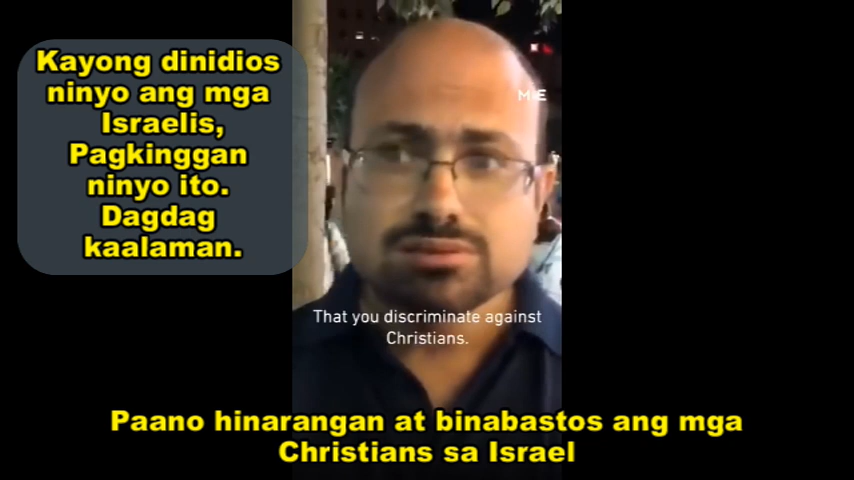 Kayong dinidios
ninyo ang mga
Israelis,
Pagkinggan
ninyo ito.
Dagdag
kaalaman.
That you discriminate against
Christians.
Paano hinarangan at binabastos ang mga
Christians sa Israel